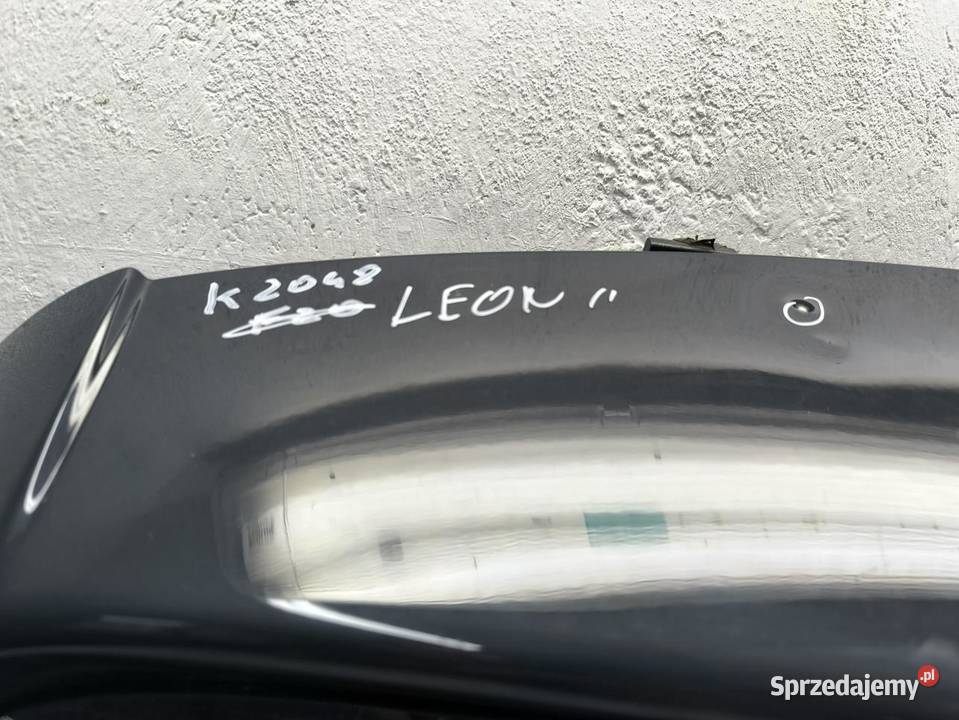 K2048
LEON II
Sprzedajemy.pl